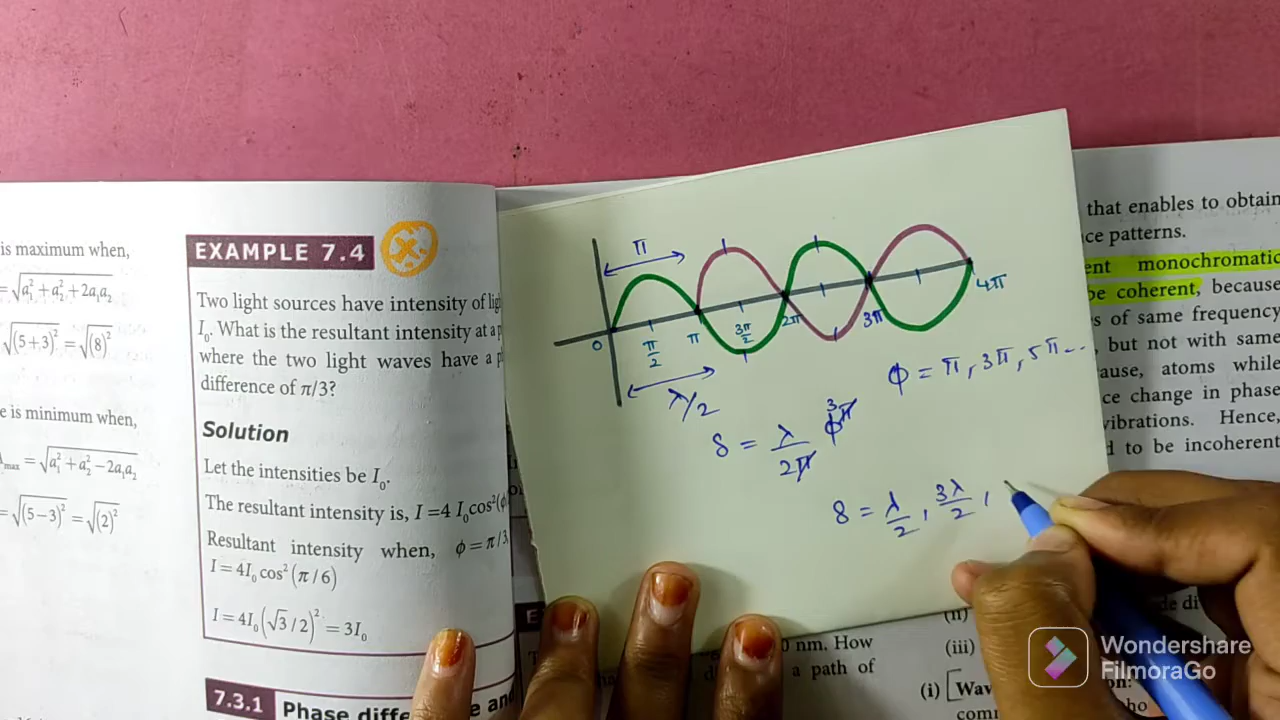 is maximum when,
= √(a₁² + a₂² + 2a₁a₂)
√(5+3)² = √(8)²
e is minimum when,
max = √(a₁² + a₂² − 2a₁a₂)
= √(5−3)² = √(2)²
EXAMPLE 7.4
X
Two light sources have intensity of
I₀. What is the resultant intensity at a
where the two light waves have a
difference of π/3?
Solution
Let the intensities be I₀.
The resultant intensity is, I = 4 I₀ cos²(
Resultant intensity when, φ = π/3
I = 4I₀ cos²(π/6)
I = 4I₀(√3/2)² = 3I₀
7.3.1 Phase and
π
0 π/2 π 3π/2 2π 3π 4π
λ/2
φ = π, 3π, 5π --
δ = λ/2π φ 3π
δ = λ/2, 3λ/2,
that enables to obtain
ce patterns.
ent monochromatic
be coherent, because
s of same frequency
but not with same
ause, atoms while
ce change in phase
vibrations. Hence,
d to be incoherent
0 nm. How
a path of
(ii)
(iii)
(i) Wav
on:
Wondershare
FilmoraGo